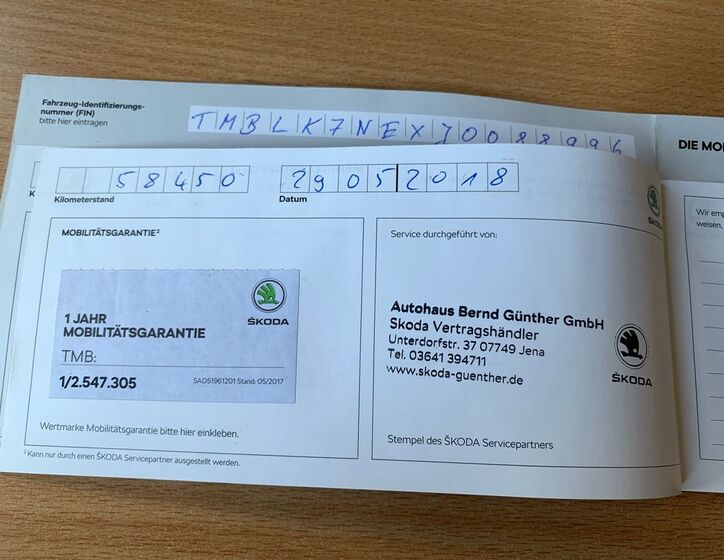 Fahrzeug-Identifizierungs-
nummer (FIN)
bitte hier eintragen
TMBLK7NEXJ0088996
DIE MO
58450
Kilometerstand
29052018
Datum
MOBILITÄTSGARANTIE²
1 JAHR
MOBILITÄTSGARANTIE
ŠKODA
TMB:
1/2.547.305
SAD51961201 Stand: 05/2017
Wertmarke Mobilitätsgarantie bitte hier einkleben.
² Kann nur durch einen ŠKODA Servicepartner ausgestellt werden.
Service durchgeführt von:
Autohaus Bernd Günther GmbH
Skoda Vertragshändler
Unterdorfstr. 37 07749 Jena
Tel. 03641 394711
www.skoda-guenther.de
ŠKODA
Stempel des ŠKODA Servicepartners
Wir emp
weisen,